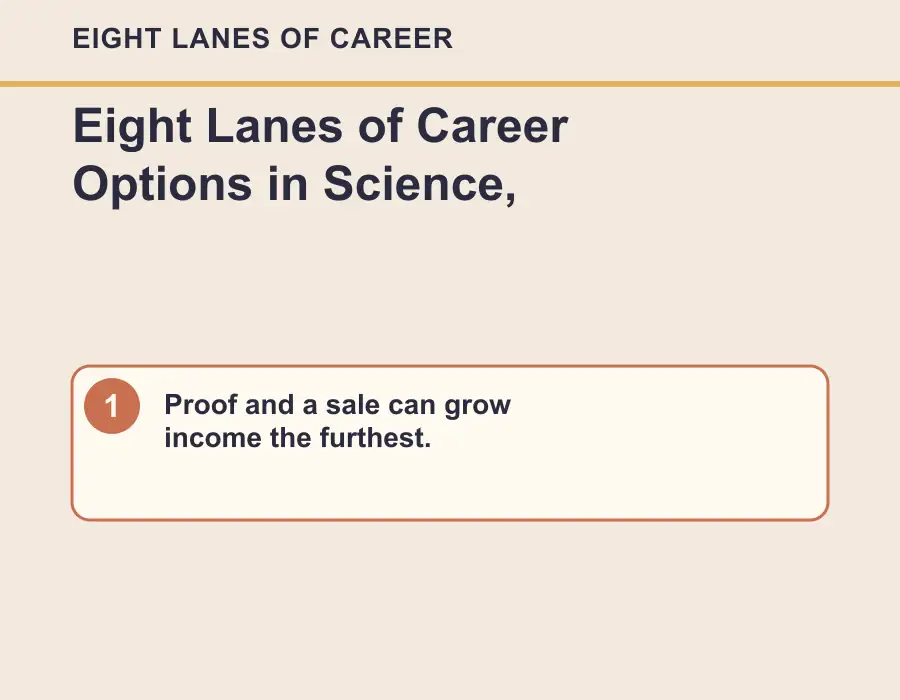 EIGHT LANES OF CAREER
Eight Lanes of Career
Options in Science,
1
Proof and a sale can grow
income the furthest.